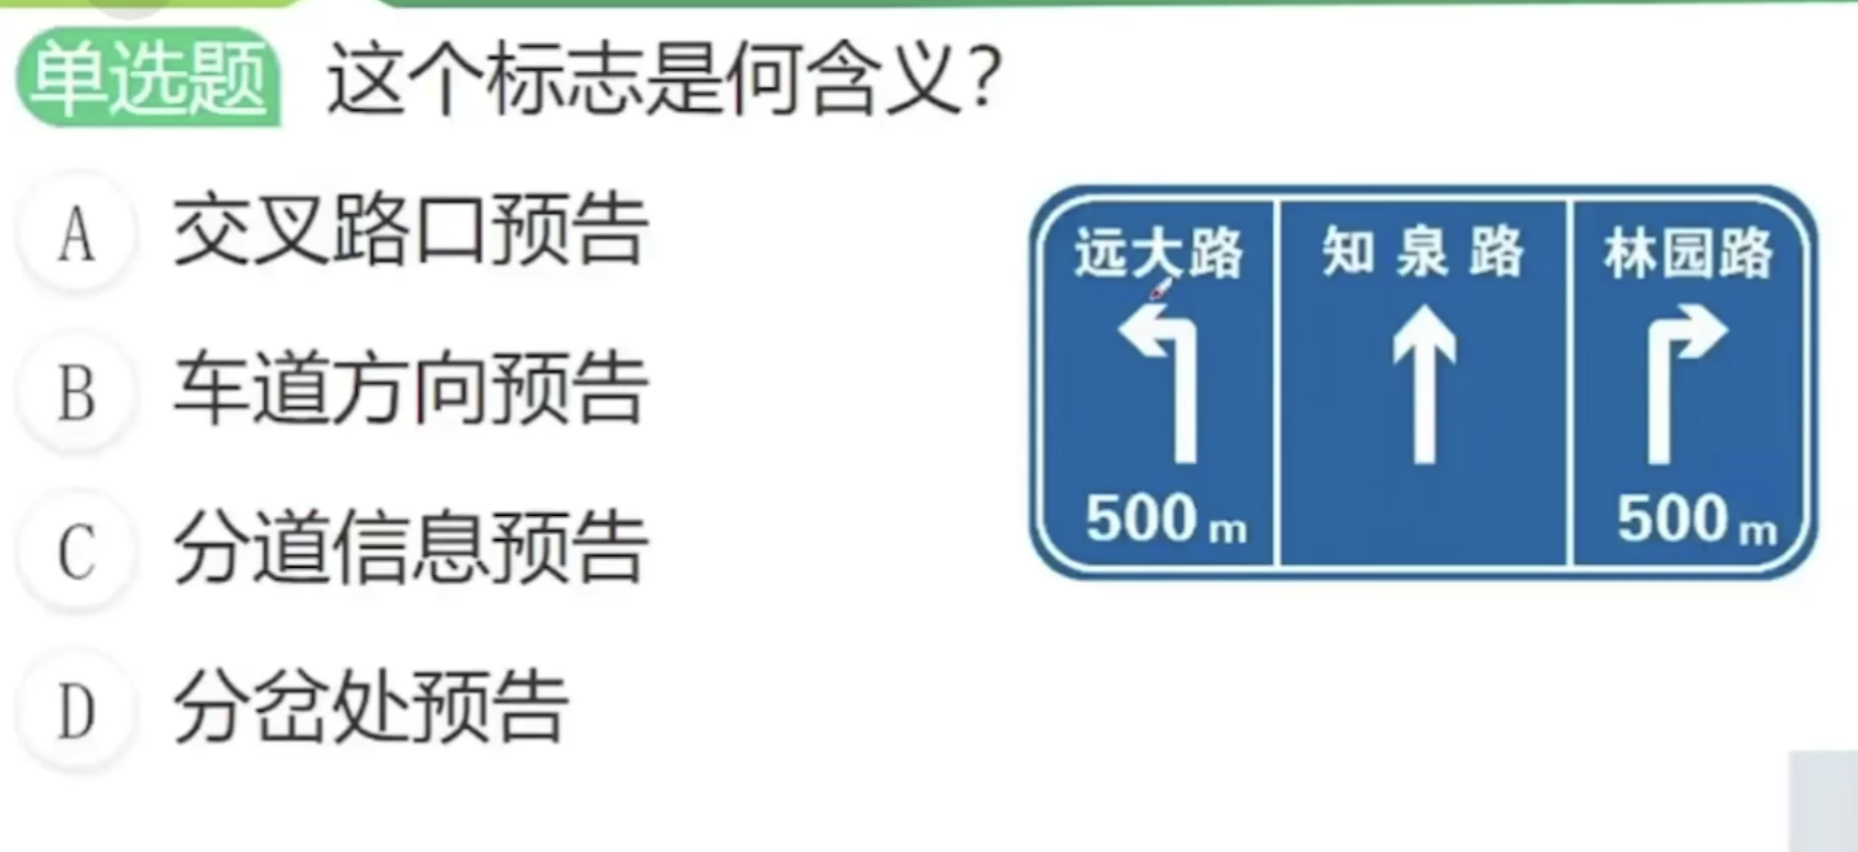 单选题 这个标志是何含义?
A 交叉路口预告
B 车道方向预告
C 分道信息预告
D 分岔处预告
远大路 知泉路 林园路
500m 500m